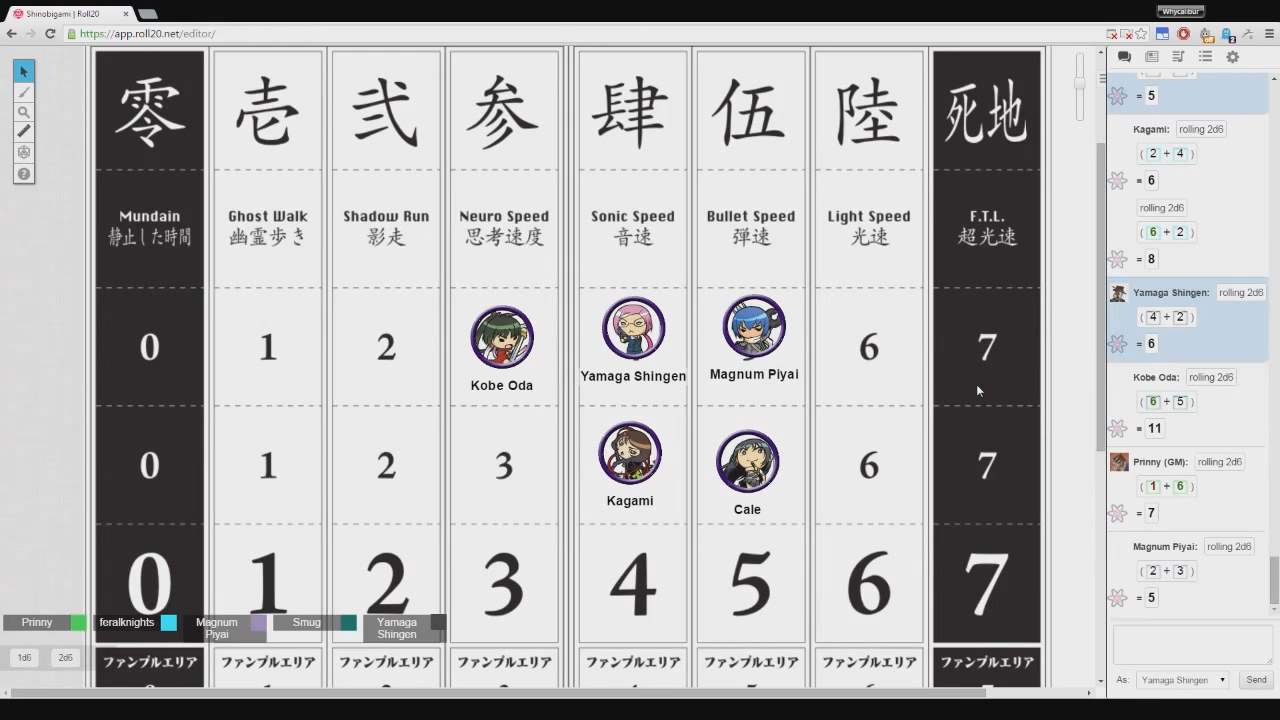 Shinobigami | Roll20
Whycalibur
https://app.roll20.net/editor/
零 壱 弐 参 肆 伍 陸 死地
Mundain Ghost Walk Shadow Run Neuro Speed Sonic Speed Bullet Speed Light Speed F.T.L.
静止した時間 幽霊歩き 影走 思考速度 音速 弾速 光速 超光速
0 1 2 6 7
Kobe Oda Yamaga Shingen Magnum Piyai
0 1 2 3 6 7
Kagami Cale
0 1 2 3 4 5 6 7
ファンブルエリア ファンブルエリア ファンブルエリア ファンブルエリア ファンブルエリア ファンブルエリア ファンブルエリア ファンブルエリア
Prinny feralknights Magnum Piyai Smug Yamaga Shingen
1d6 2d6
= 5
Kagami: rolling 2d6
( 2 + 4 )
= 6
rolling 2d6
( 6 + 2 )
= 8
Yamaga Shingen: rolling 2d6
( 4 + 2 )
= 6
Kobe Oda: rolling 2d6
( 6 + 5 )
= 11
Prinny (GM): rolling 2d6
( 1 + 6 )
= 7
Magnum Piyai: rolling 2d6
( 2 + 3 )
= 5
As: Yamaga Shingen Send